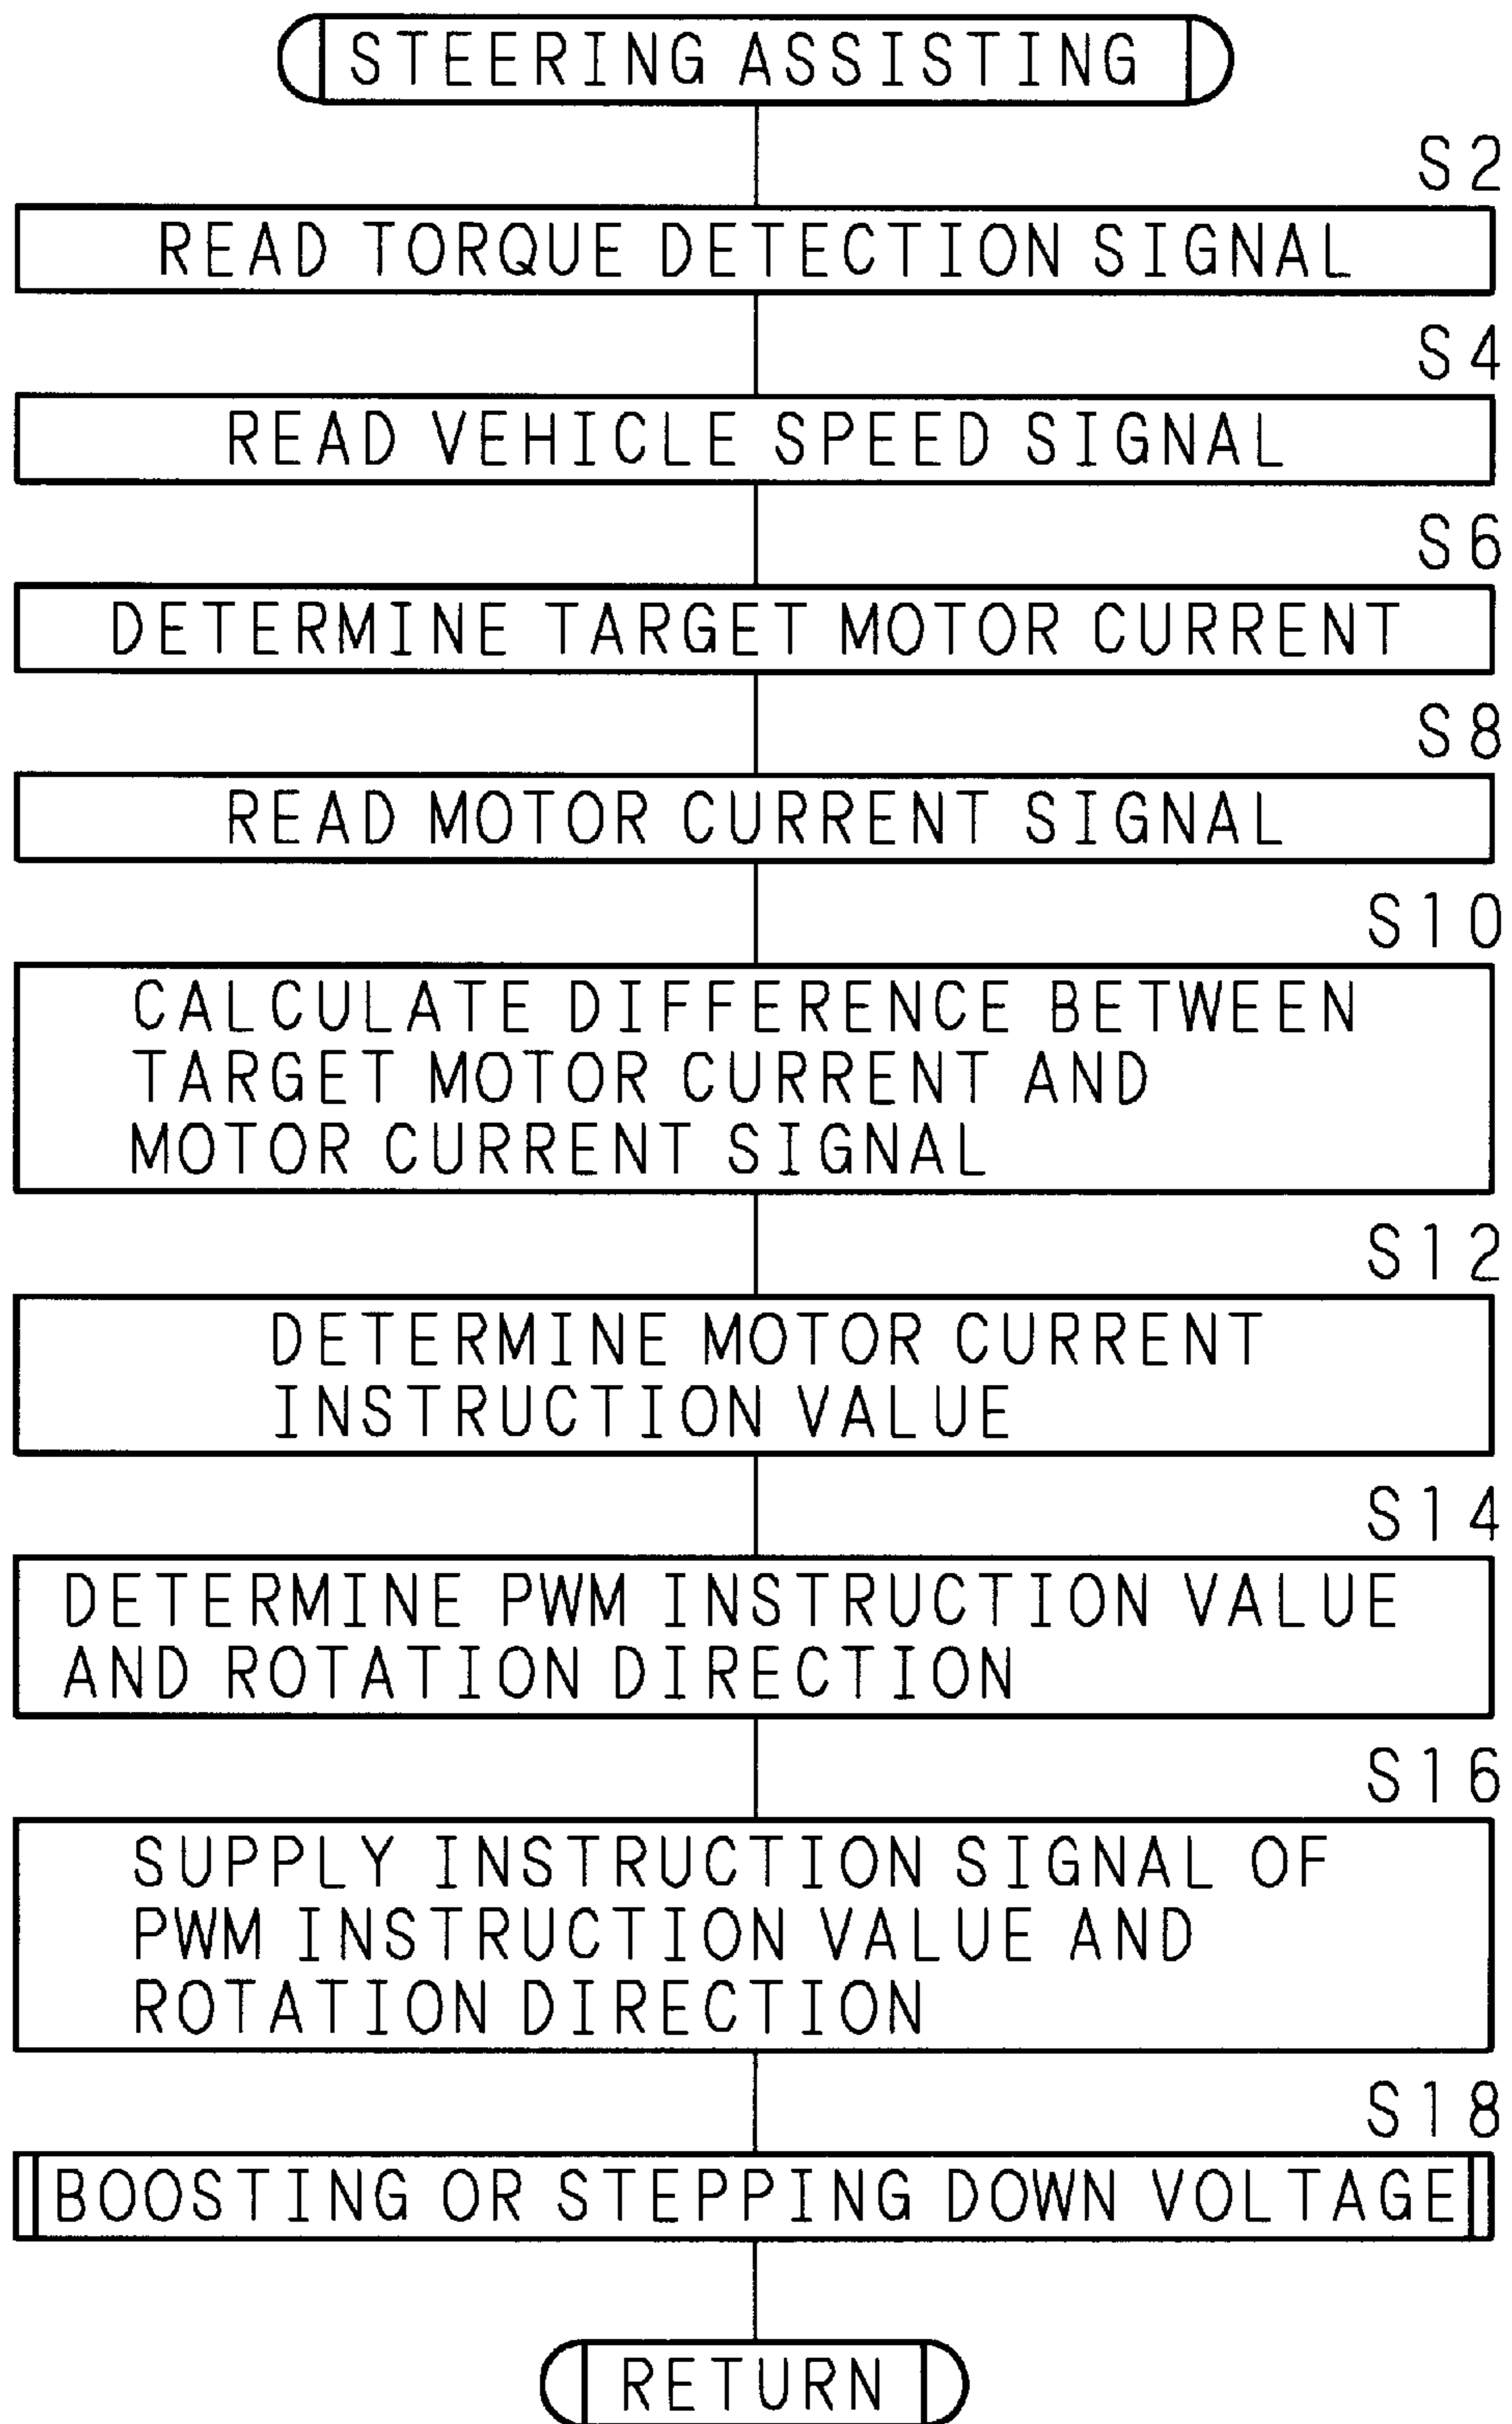 STEERING ASSISTING
S2
READ TORQUE DETECTION SIGNAL
S4
READ VEHICLE SPEED SIGNAL
S6
DETERMINE TARGET MOTOR CURRENT
S8
READ MOTOR CURRENT SIGNAL
S10
CALCULATE DIFFERENCE BETWEEN
TARGET MOTOR CURRENT AND
MOTOR CURRENT SIGNAL
S12
DETERMINE MOTOR CURRENT
INSTRUCTION VALUE
S14
DETERMINE PWM INSTRUCTION VALUE
AND ROTATION DIRECTION
S16
SUPPLY INSTRUCTION SIGNAL OF
PWM INSTRUCTION VALUE AND
ROTATION DIRECTION
S18
BOOSTING OR STEPPING DOWN VOLTAGE
RETURN